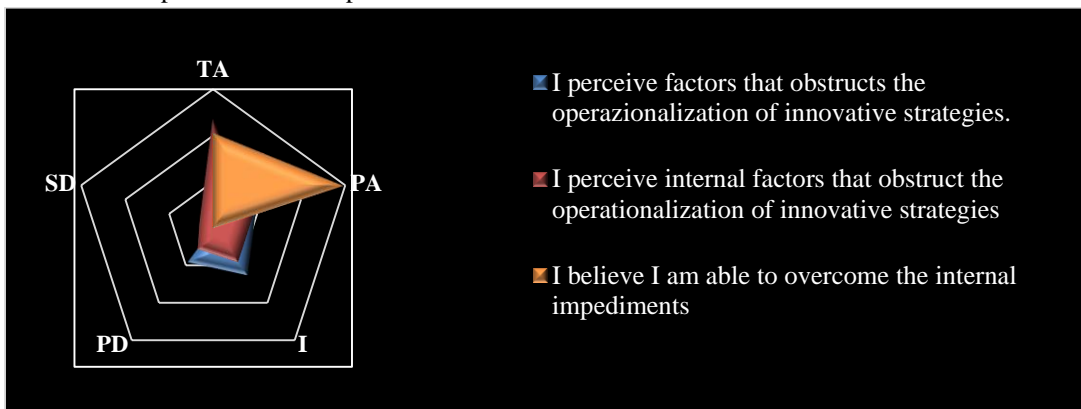 TA
SD
PA
PD
I
I perceive factors that obstructs the
operazionalization of innovative strategies.
I perceive internal factors that obstruct the
operationalization of innovative strategies
I believe I am able to overcome the internal
impediments